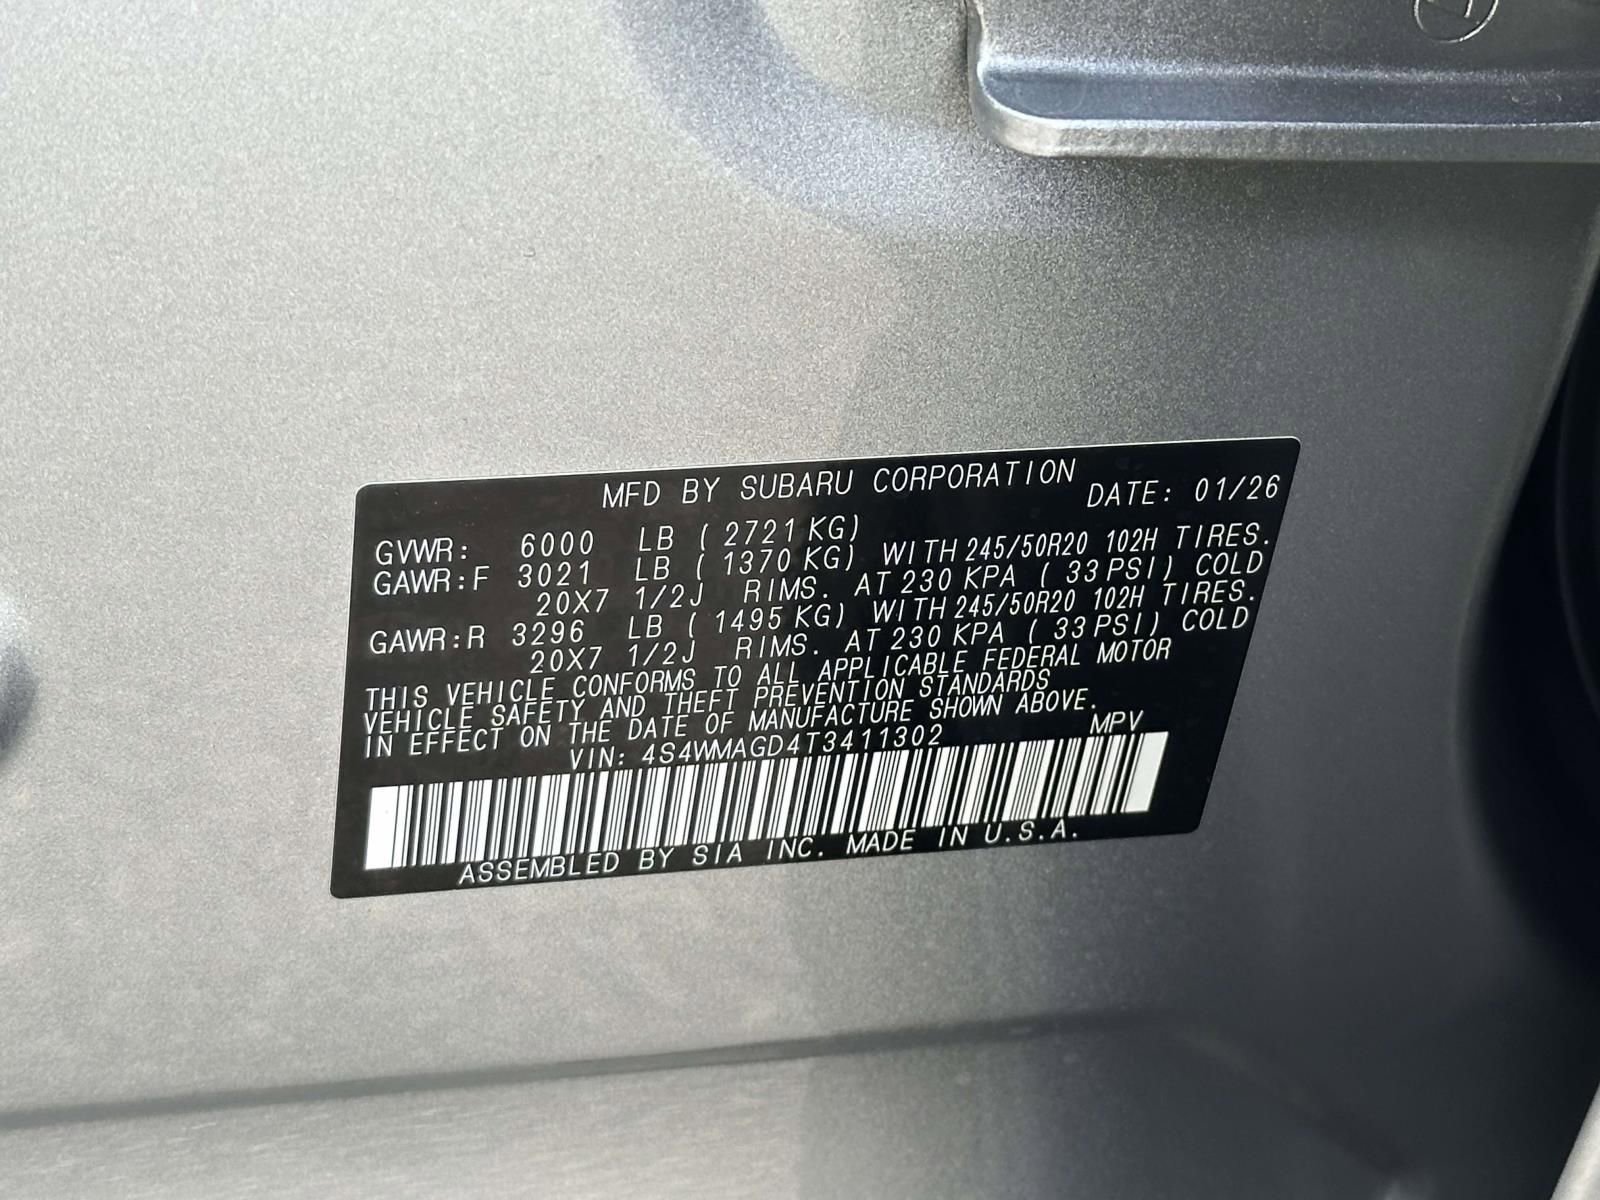 MFD BY SUBARU CORPORATION DATE: 01/26
GVWR: 6000 LB ( 2721 KG)
GAWR:F 3021 LB ( 1370 KG) WITH 245/50R20 102H TIRES.
20X7 1/2J RIMS. AT 230 KPA ( 33 PSI) COLD
GAWR:R 3296 LB ( 1495 KG) WITH 245/50R20 102H TIRES.
20X7 1/2J RIMS. AT 230 KPA ( 33 PSI) COLD
THIS VEHICLE CONFORMS TO ALL APPLICABLE FEDERAL MOTOR
VEHICLE SAFETY AND THEFT PREVENTION STANDARDS
IN EFFECT ON THE DATE OF MANUFACTURE SHOWN ABOVE.
VIN: 4S4WMAGD4T3411302 MPV
ASSEMBLED BY SIA INC. MADE IN U.S.A.